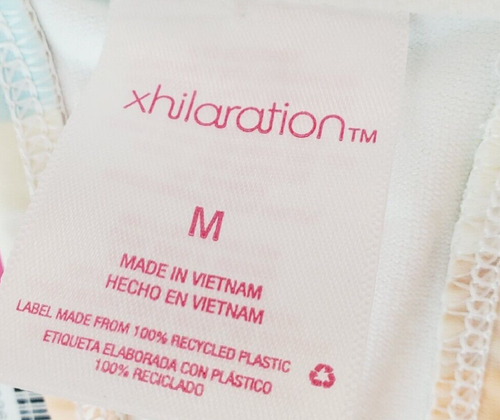 xhilaration™
M
MADE IN VIETNAM
HECHO EN VIETNAM
LABEL MADE FROM 100% RECYCLED PLASTIC
ETIQUETA ELABORADA CON PLÁSTICO
100% RECICLADO